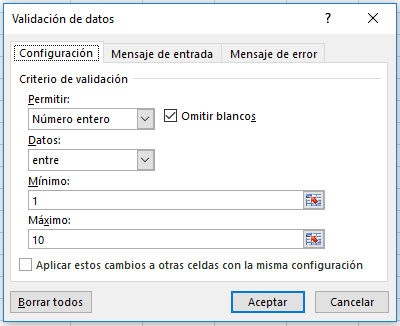 Validación de datos ? ×
Configuración Mensaje de entrada Mensaje de error
Criterio de validación
Permitir:
Número entero Omitir blancos
Datos:
entre
Mínimo:
1
Máximo:
10
Aplicar estos cambios a otras celdas con la misma configuración
Borrar todos Aceptar Cancelar